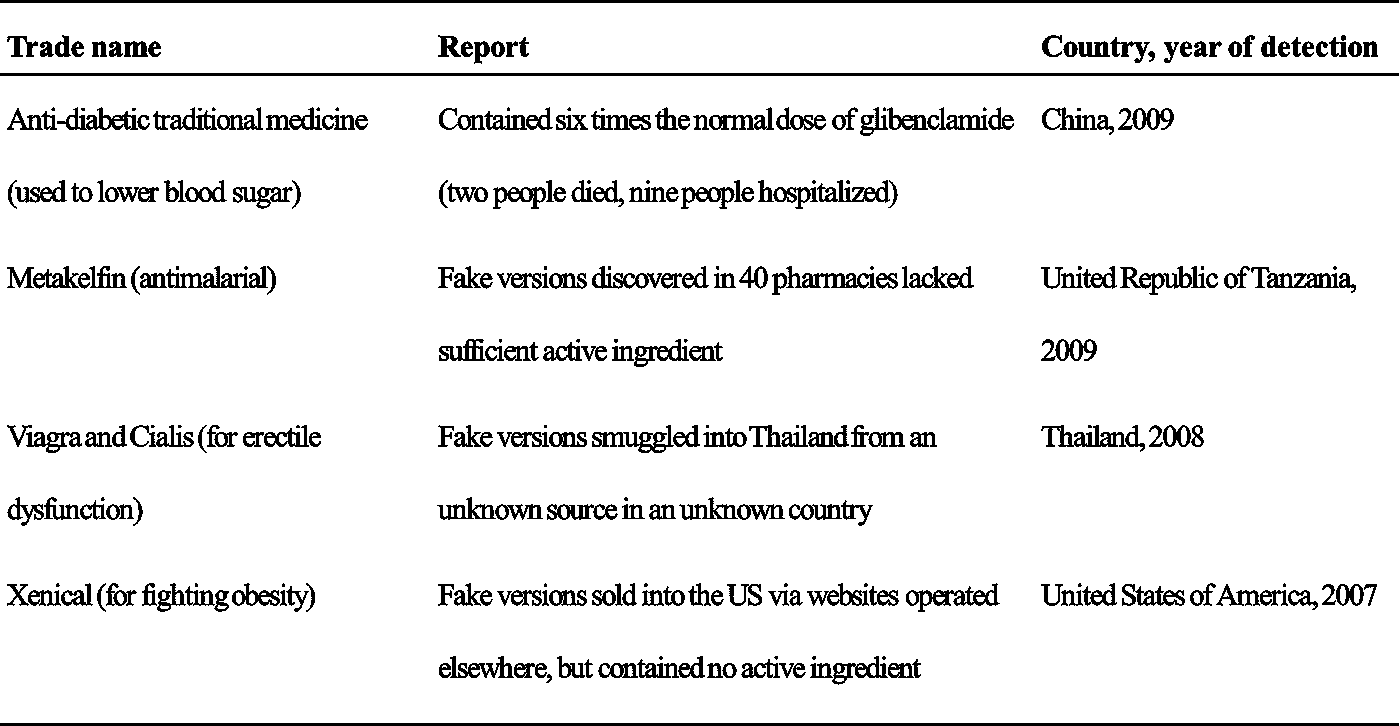 Trade name Report Country, year of detection
Anti-diabetic traditional medicine Contained six times the normal dose of glibenclamide China, 2009
(used to lower blood sugar) (two people died, nine people hospitalized)
Metakelfin (antimalarial) Fake versions discovered in 40 pharmacies lacked United Republic of Tanzania,
sufficient active ingredient 2009
Viagra and Cialis (for erectile Fake versions smuggled into Thailand from an Thailand, 2008
dysfunction) unknown source in an unknown country
Xenical (for fighting obesity) Fake versions sold into the US via websites operated United States of America, 2007
elsewhere, but contained no active ingredient